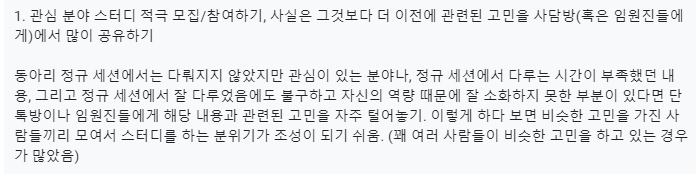 1. 관심 분야 스터디 적극 모집/참여하기, 사실은 그것보다 더 이전에 관련된 고민을 사담방(혹은 임원진들에
게)에서 많이 공유하기
동아리 정규 세션에서는 다뤄지지 않았지만 관심이 있는 분야나, 정규 세션에서 다루는 시간이 부족했던 내
용, 그리고 정규 세션에서 잘 다루었음에도 불구하고 자신의 역량 때문에 잘 소화하지 못한 부분이 있다면 단
톡방이나 임원진들에게 해당 내용과 관련된 고민을 자주 털어놓기. 이렇게 하다 보면 비슷한 고민을 가진 사
람들끼리 모여서 스터디를 하는 분위기가 조성이 되기 쉬움. (꽤 여러 사람들이 비슷한 고민을 하고 있는 경우
가 많았음)